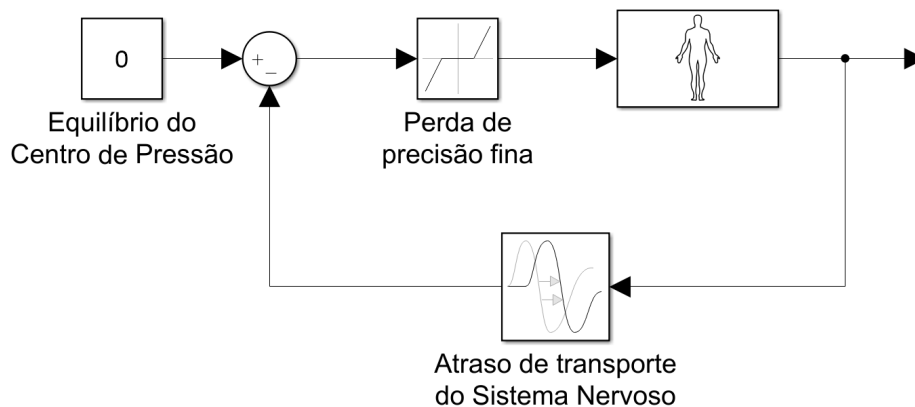 0
+
−
Equilíbrio do
Centro de Pressão
Perda de
precisão fina
Atraso de transporte
do Sistema Nervoso